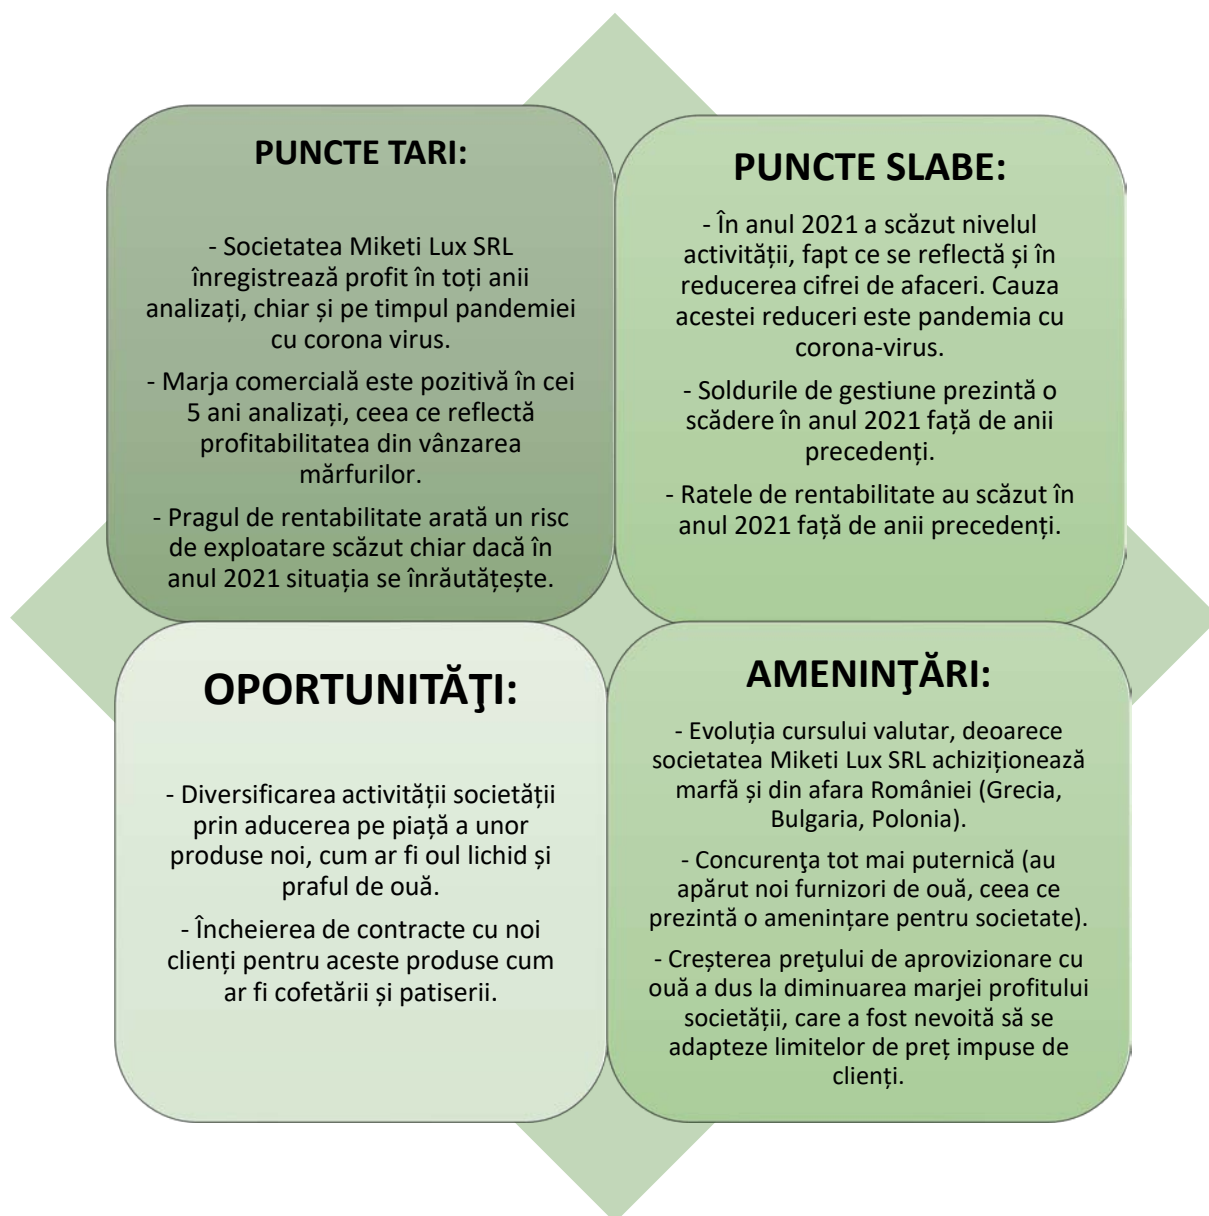 PUNCTE TARI:
- Societatea Miketi Lux SRL
înregistrează profit în toți anii
analizați, chiar și pe timpul pandemiei
cu corona virus.
- Marja comercială este pozitivă în cei
5 ani analizați, ceea ce reflectă
profitabilitatea din vânzarea
mărfurilor.
- Pragul de rentabilitate arată un risc
de exploatare scăzut chiar dacă în
anul 2021 situația se înrăutățește.
PUNCTE SLABE:
- În anul 2021 a scăzut nivelul
activității, fapt ce se reflectă și în
reducerea cifrei de afaceri. Cauza
acestei reduceri este pandemia cu
corona-virus.
- Soldurile de gestiune prezintă o
scădere în anul 2021 față de anii
precedenți.
- Ratele de rentabilitate au scăzut în
anul 2021 față de anii precedenți.
OPORTUNITĂŢI:
- Diversificarea activității societății
prin aducerea pe piață a unor
produse noi, cum ar fi oul lichid și
praful de ouă.
- Încheierea de contracte cu noi
clienți pentru aceste produse cum
ar fi cofetării și patiserii.
AMENINŢĂRI:
- Evoluția cursului valutar, deoarece
societatea Miketi Lux SRL achiziționează
marfă și din afara României (Grecia,
Bulgaria, Polonia).
- Concurenţa tot mai puternică (au
apărut noi furnizori de ouă, ceea ce
prezintă o amenințare pentru societate).
- Creșterea preţului de aprovizionare cu
ouă a dus la diminuarea marjei profitului
societății, care a fost nevoită să se
adapteze limitelor de preț impuse de
clienți.